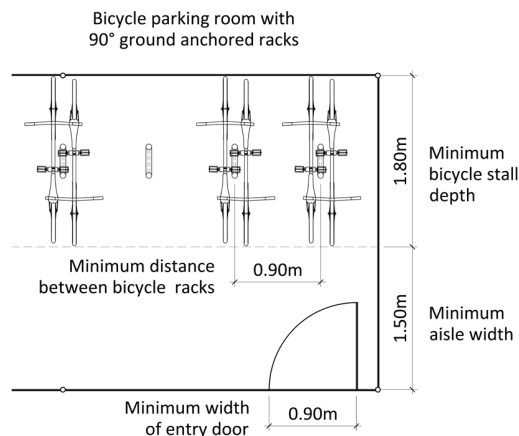 Bicycle parking room with
90° ground anchored racks
1.80m
Minimum
bicycle stall
depth
Minimum distance
between bicycle racks
0.90m
1.50m
Minimum
aisle width
Minimum width
of entry door
0.90m